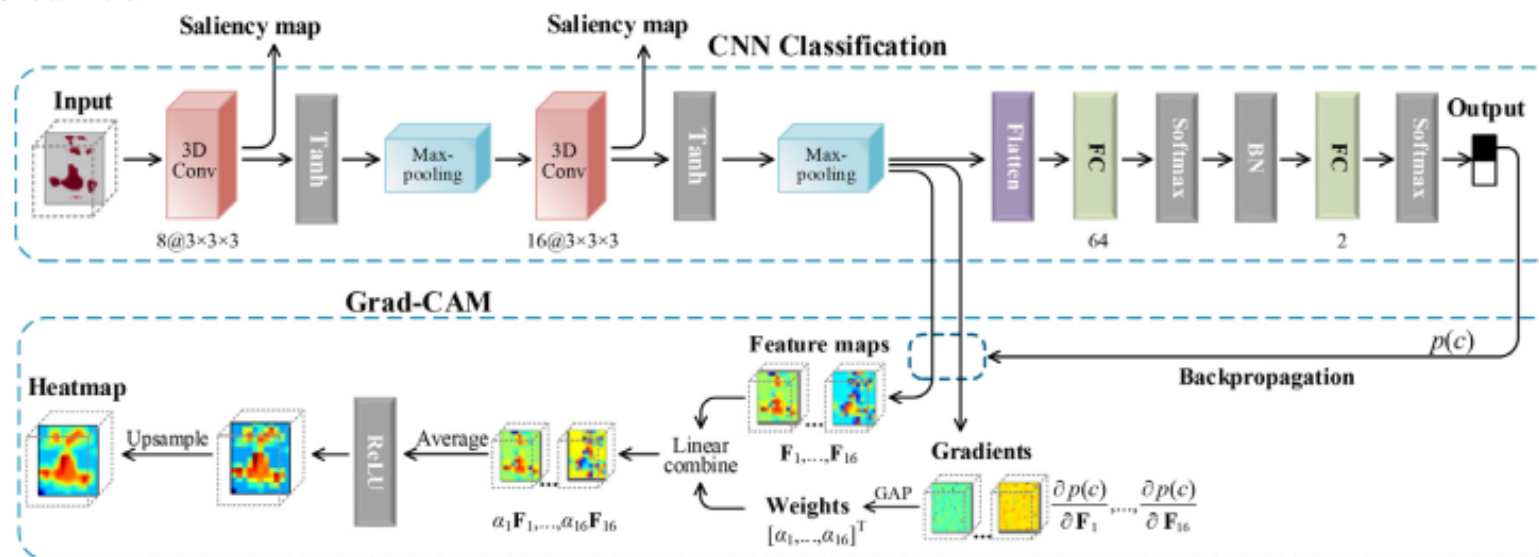 Saliency map
Saliency map
CNN Classification
Input
3D
Conv
8@3×3×3
Tanh
Max-
pooling
3D
Conv
16@3×3×3
Tanh
Max-
pooling
Flatten
FC
64
Softmax
BN
FC
2
Softmax
Output
Grad-CAM
p(c)
Backpropagation
Feature maps
F₁,...,F₁₆
Gradients
∂p(c)/∂F₁,...,∂p(c)/∂F₁₆
GAP
Weights
[α₁,...,α₁₆]ᵀ
Linear
combine
...
α₁F₁,...,α₁₆F₁₆
Average
ReLU
Upsample
Heatmap